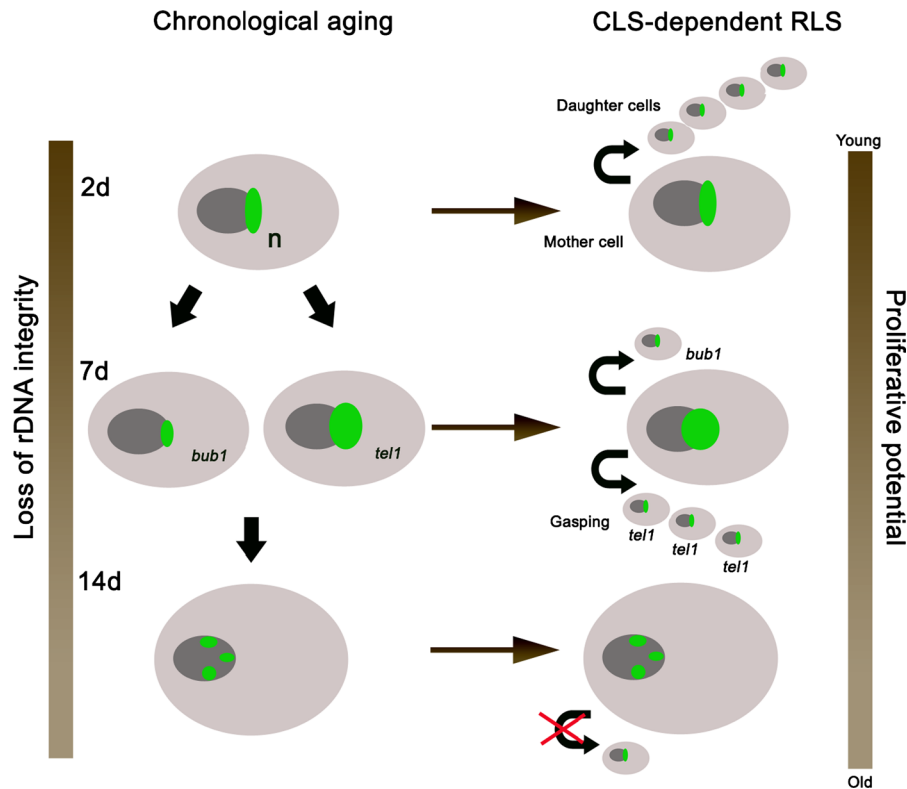 Chronological aging
CLS-dependent RLS
Daughter cells
Young
2d
n
Mother cell
Loss of rDNA integrity
Proliferative potential
7d
bub1
tel1
bub1
Gasping
tel1
tel1
tel1
14d
Old